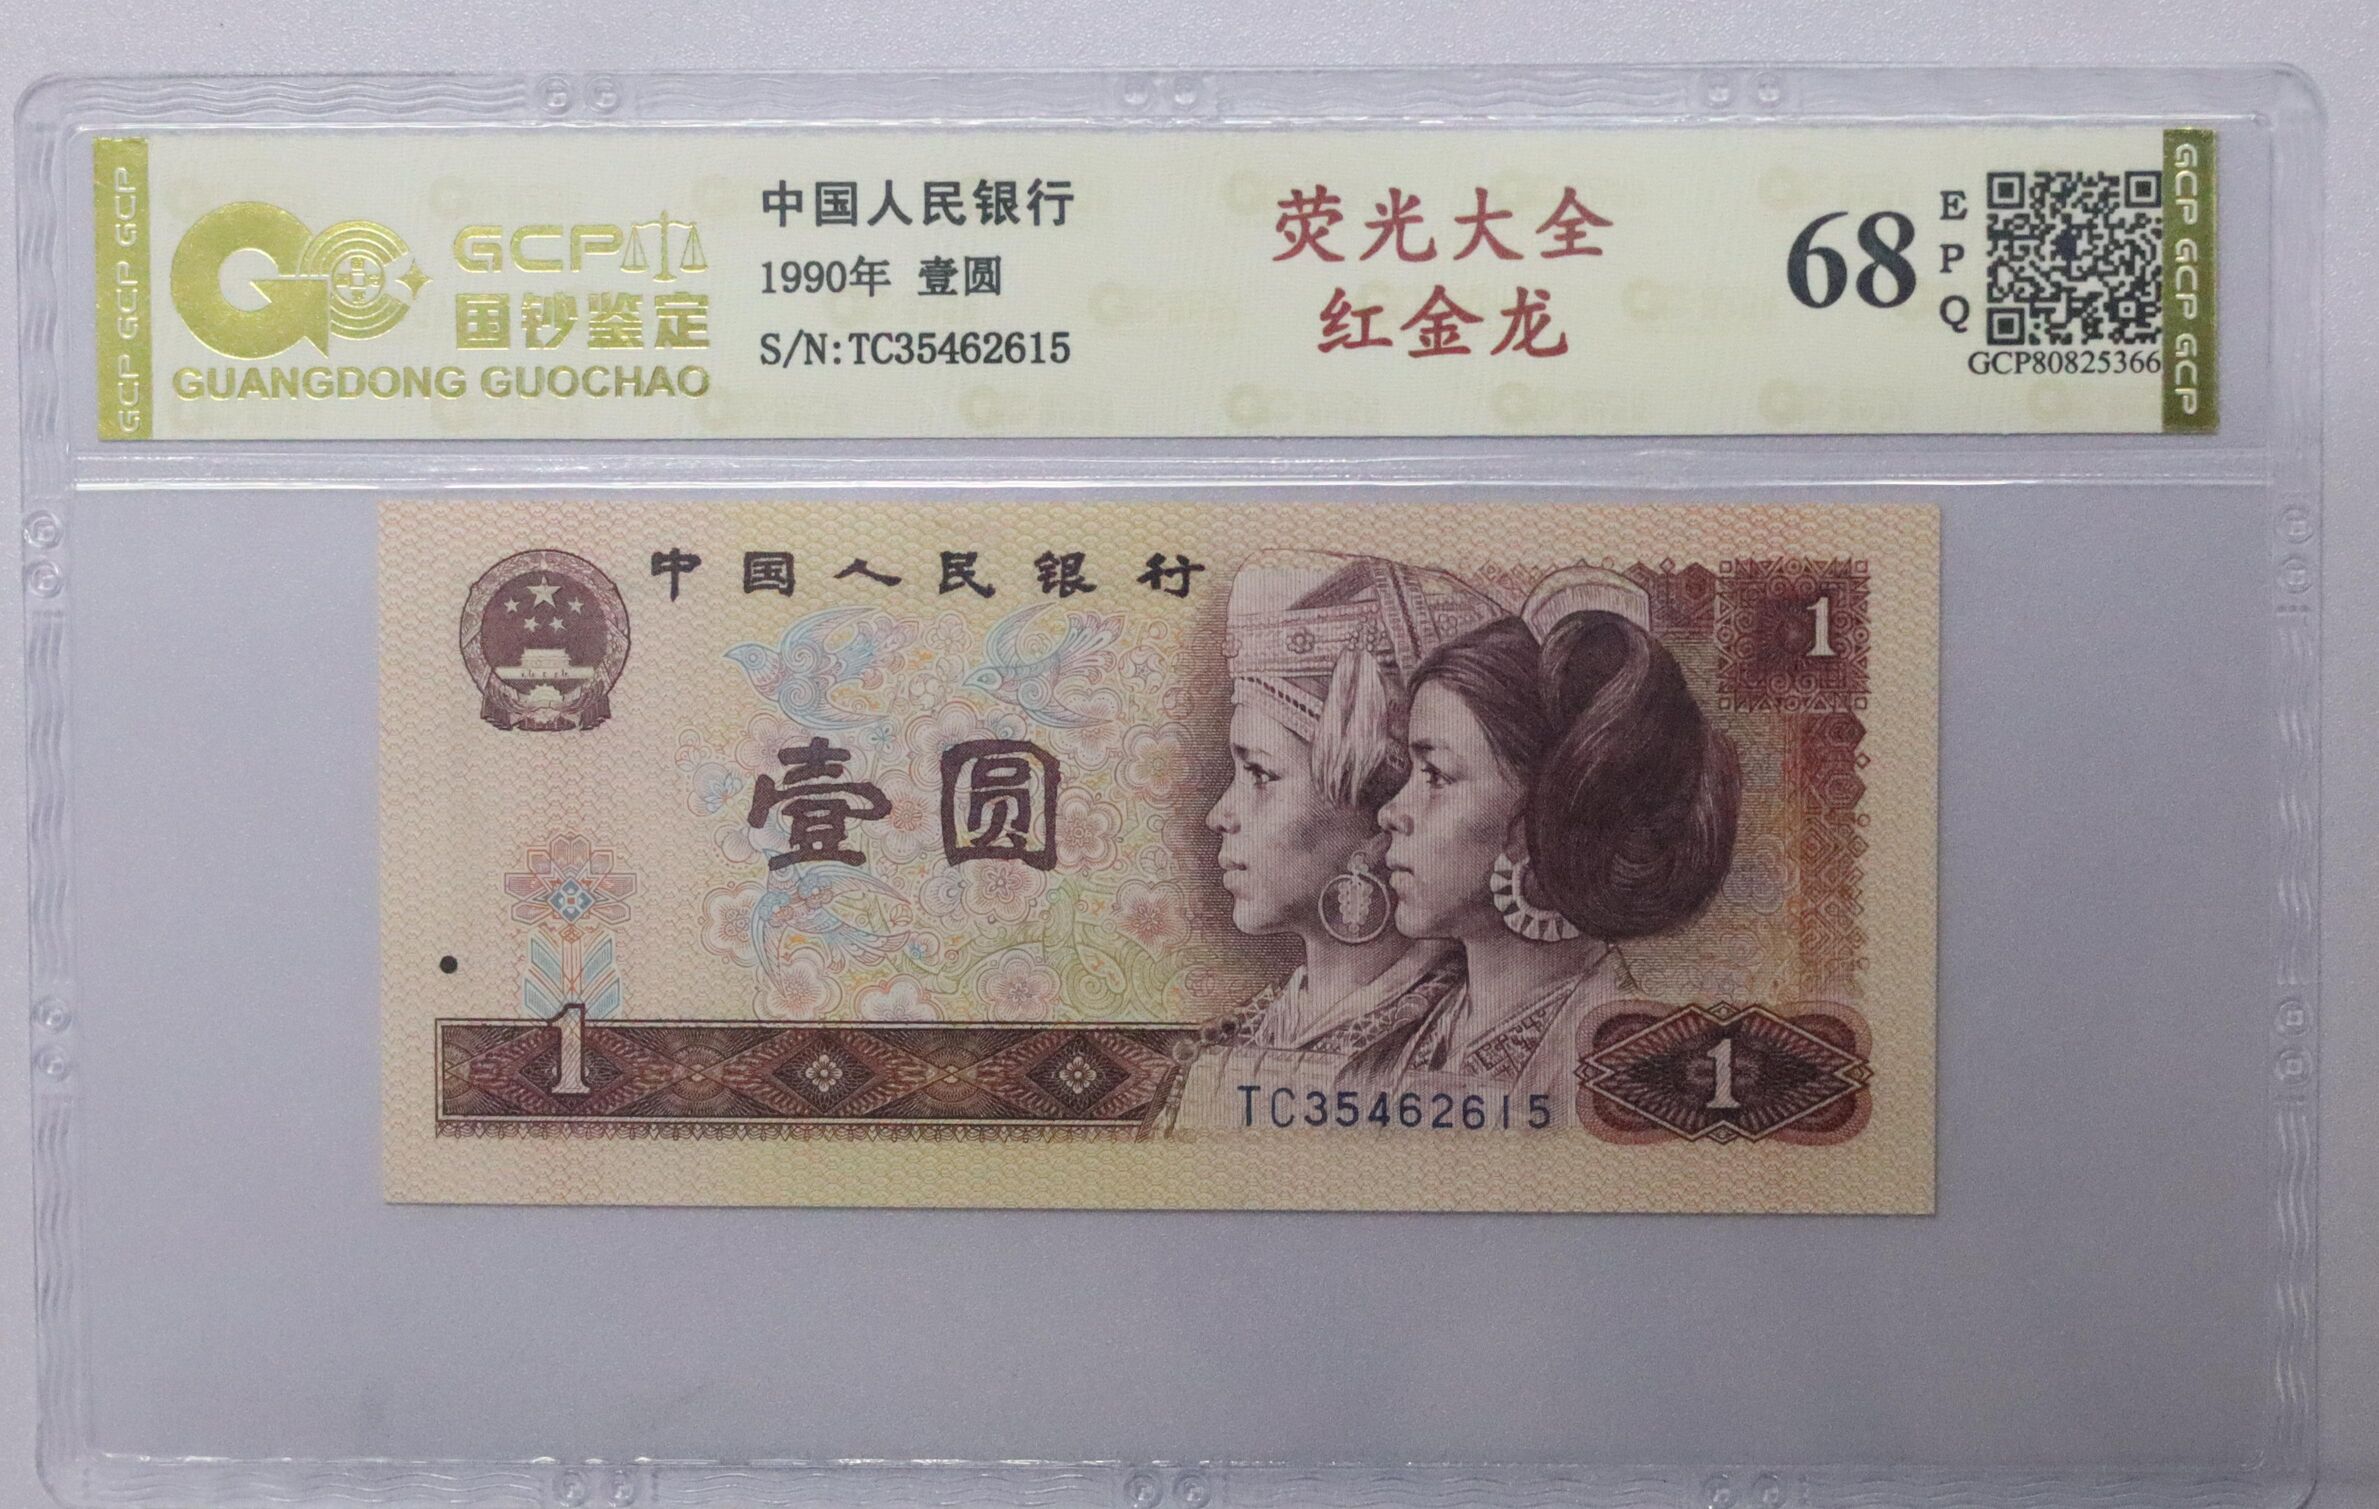 GCP GCP GCP
GCP
国钞鉴定
GUANGDONG GUOCHAO
中国人民银行
1990年 壹圆
S/N:TC35462615
荧光大全
红金龙
68
EPQ
GCP80825366
GCP GCP GCP GCP
中国人民银行
1
壹圆
1
1
TC35462615